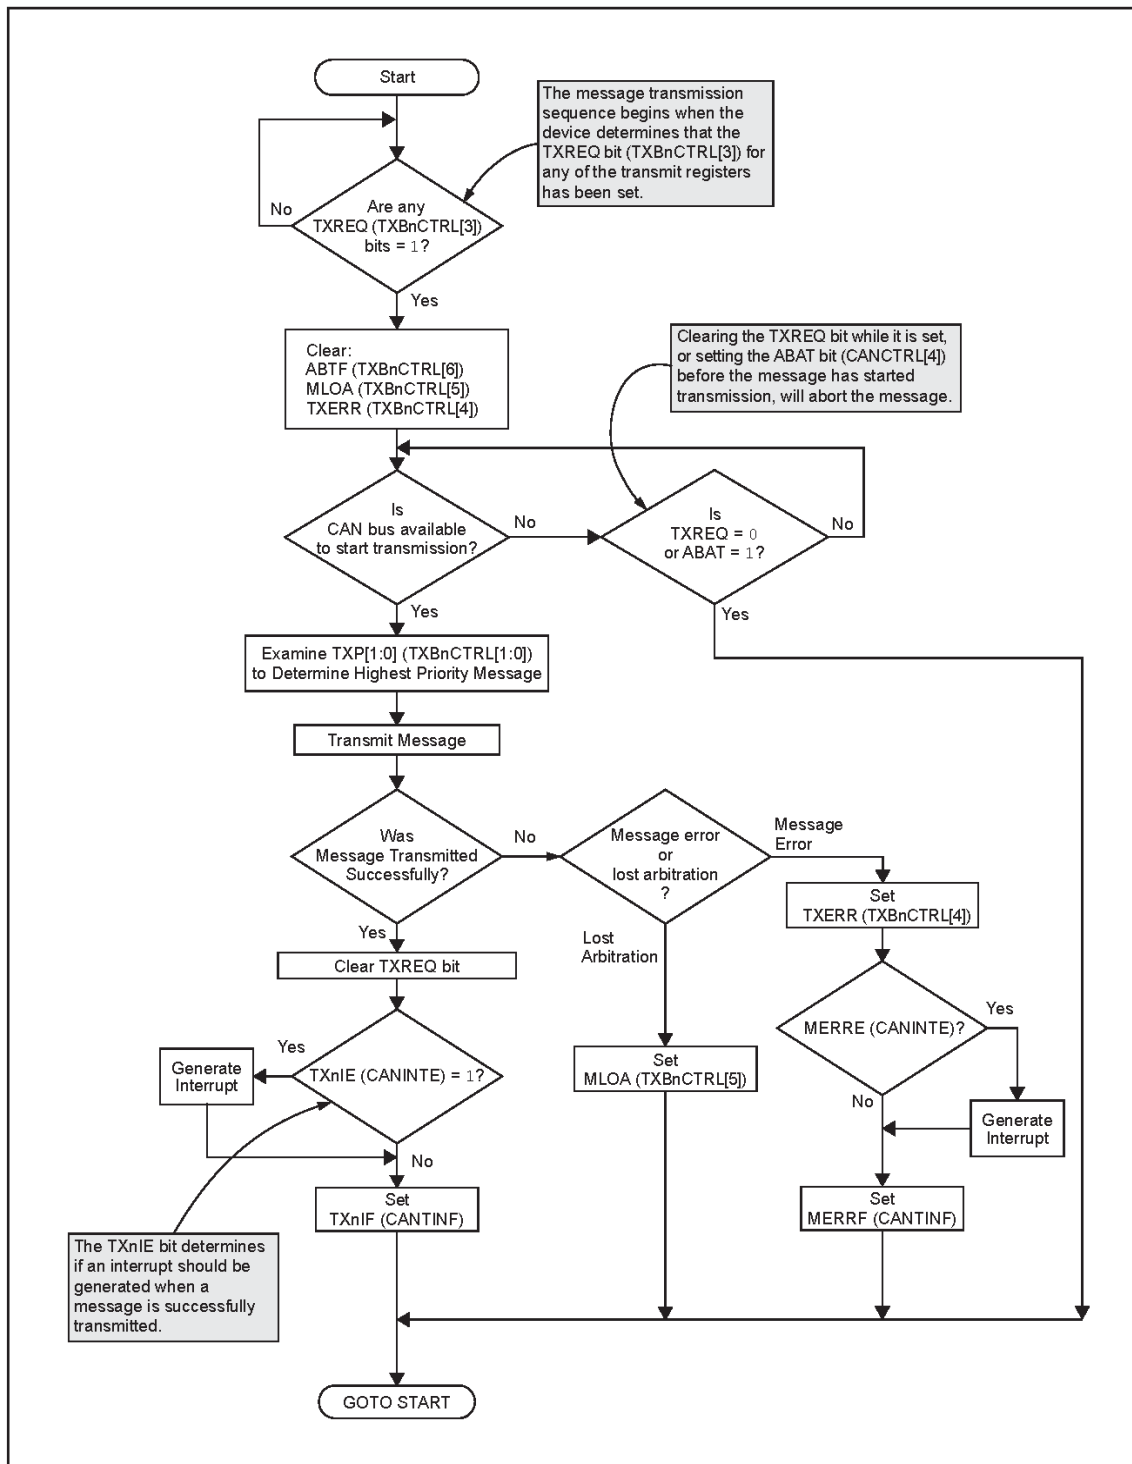 Start
The message transmission
sequence begins when the
device determines that the
TXREQ bit (TXBnCTRL[3]) for
any of the transmit registers
has been set.
No
Are any
TXREQ (TXBnCTRL[3])
bits = 1?
Yes
Clear:
ABTF (TXBnCTRL[6])
MLOA (TXBnCTRL[5])
TXERR (TXBnCTRL[4])
Clearing the TXREQ bit while it is set,
or setting the ABAT bit (CANCTRL[4])
before the message has started
transmission, will abort the message.
Is
CAN bus available
to start transmission?
No
Is
TXREQ = 0
or ABAT = 1?
No
Yes
Yes
Examine TXP[1:0] (TXBnCTRL[1:0])
to Determine Highest Priority Message
Transmit Message
Was
Message Transmitted
Successfully?
No
Message error
or
lost arbitration
?
Message
Error
Set
TXERR (TXBnCTRL[4])
Yes
Lost
Arbitration
Clear TXREQ bit
MERRE (CANINTE)?
Yes
Yes
Generate
Interrupt
TXnIE (CANINTE) = 1?
Set
MLOA (TXBnCTRL[5])
No
Generate
Interrupt
No
Set
TXnIF (CANTINF)
Set
MERRF (CANTINF)
The TXnIE bit determines
if an interrupt should be
generated when a
message is successfully
transmitted.
GOTO START